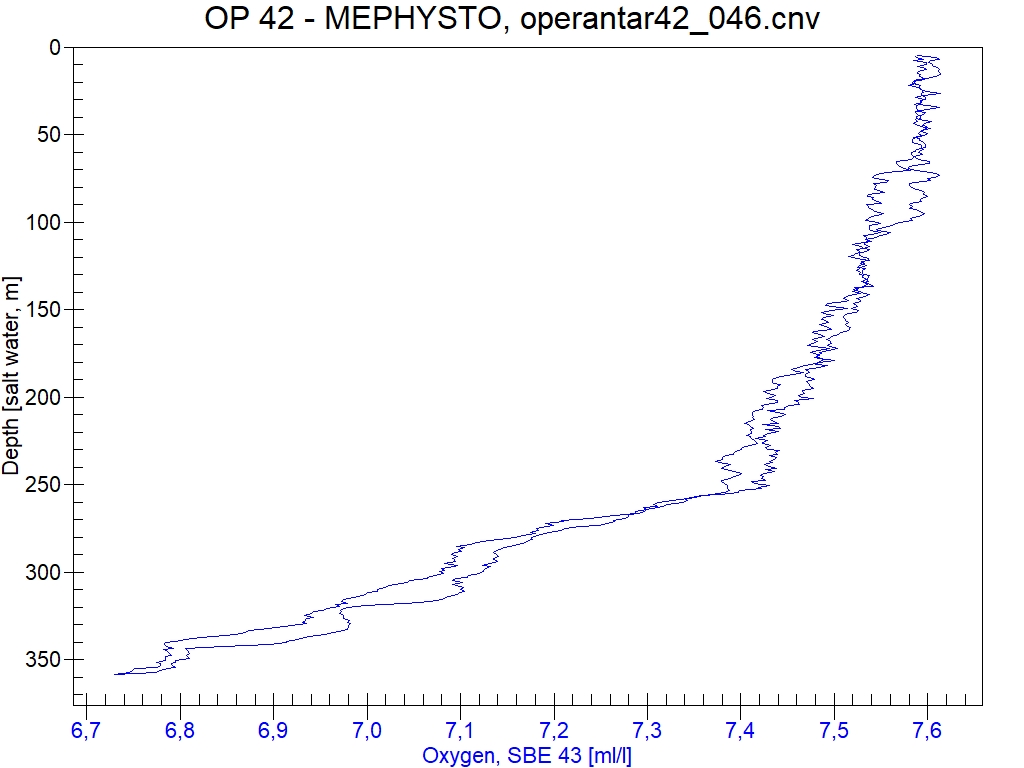 OP 42 - MEPHYSTO, operantar42_046.cnv
0
50
100
150
200
250
300
350
Depth [salt water, m]
6,7 6,8 6,9 7,0 7,1 7,2 7,3 7,4 7,5 7,6
Oxygen, SBE 43 [ml/l]